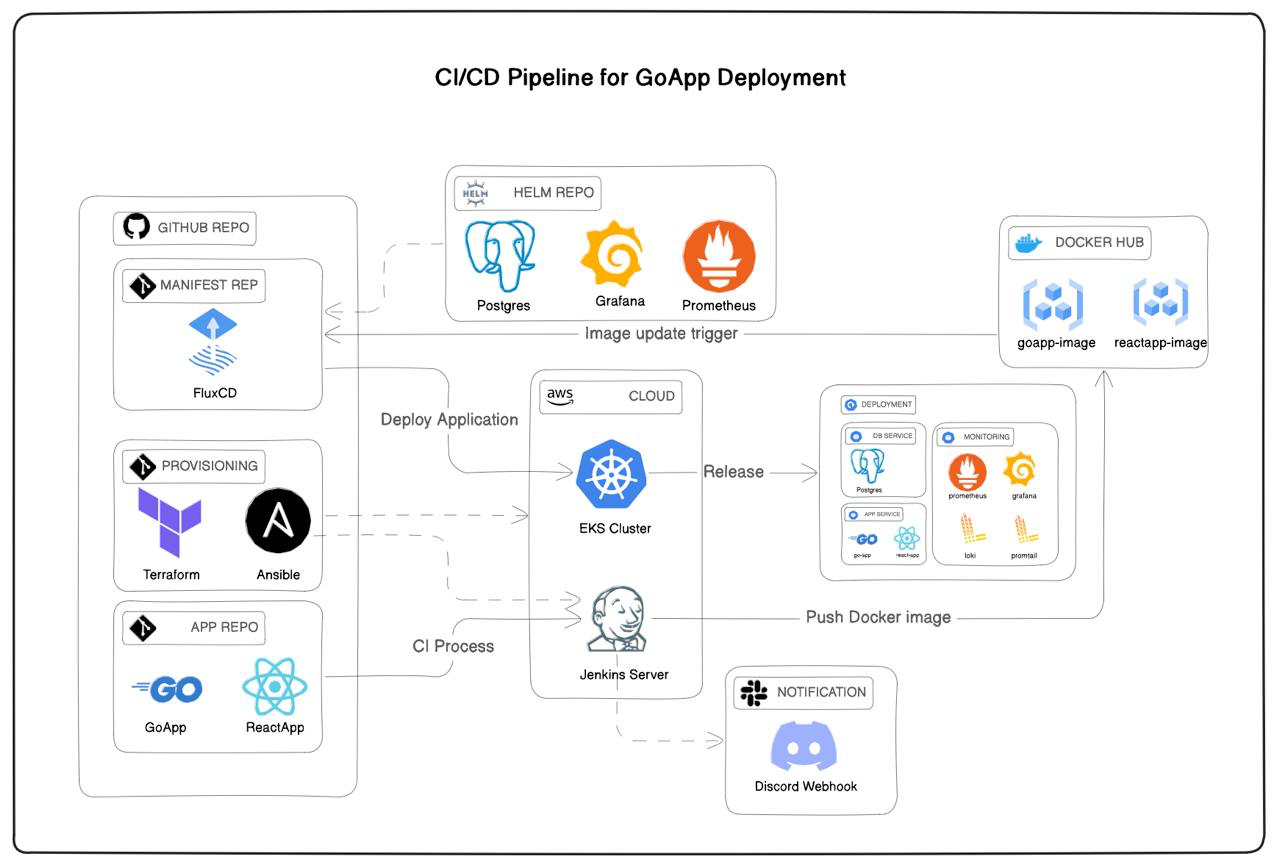 CI/CD Pipeline for GoApp Deployment
GITHUB REPO
MANIFEST REP
FluxCD
PROVISIONING
Terraform
Ansible
APP REPO
GO
GoApp
ReactApp
HELM
HELM REPO
Postgres
Grafana
Prometheus
Image update trigger
DOCKER HUB
goapp-image
reactapp-image
Deploy Application
aws
CLOUD
EKS Cluster
Release
CI Process
Jenkins Server
Push Docker image
DEPLOYMENT
DB SERVICE
Postgres
APP SERVICE
GO
go-app
react-app
MONITORING
prometheus
grafana
loki
promtail
NOTIFICATION
Discord Webhook